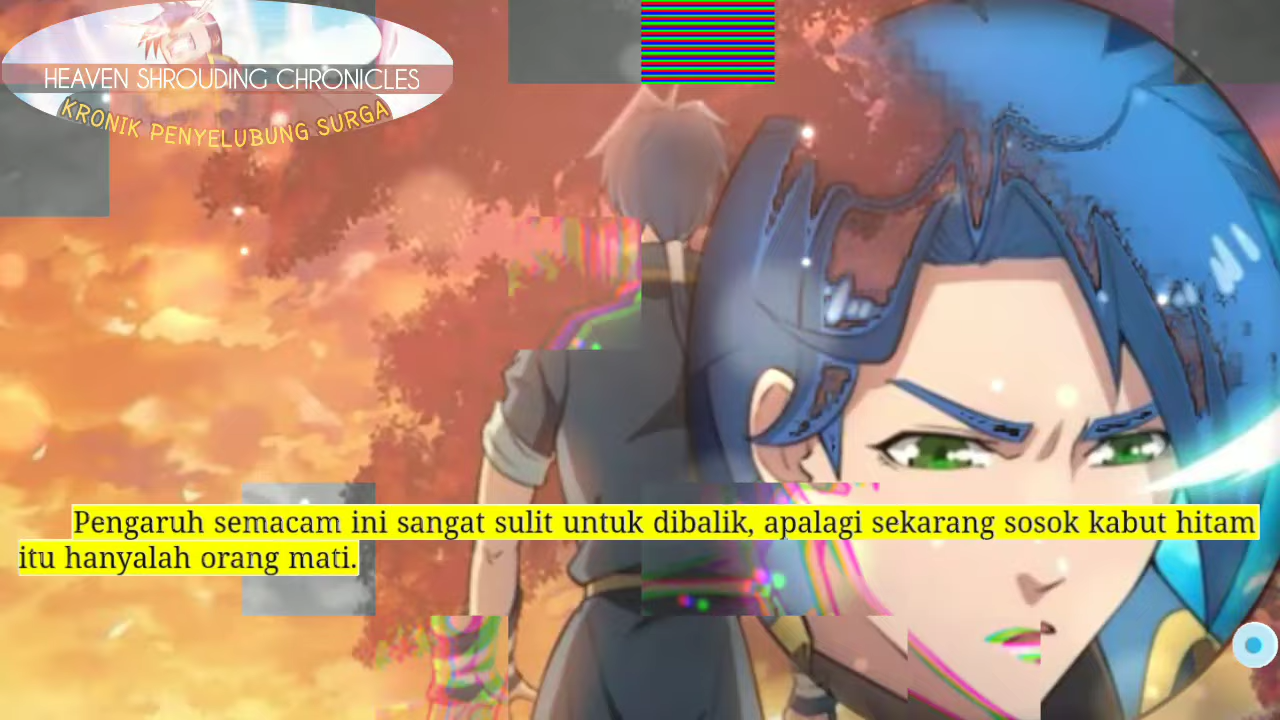 HEAVEN SHROUDING CHRONICLES
KRONIK PENYELUBUNG SURGA
Pengaruh semacam ini sangat sulit untuk dibalik, apalagi sekarang sosok kabut hitam
itu hanyalah orang mati.